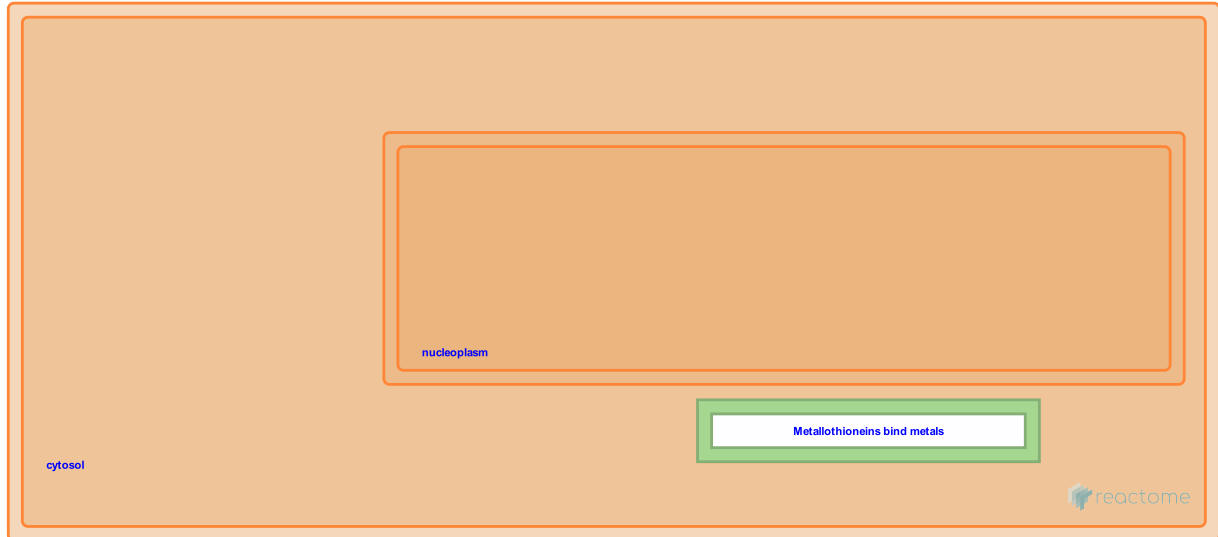 nucleoplasm
Metallothioneins bind metals
cytosol
reactome